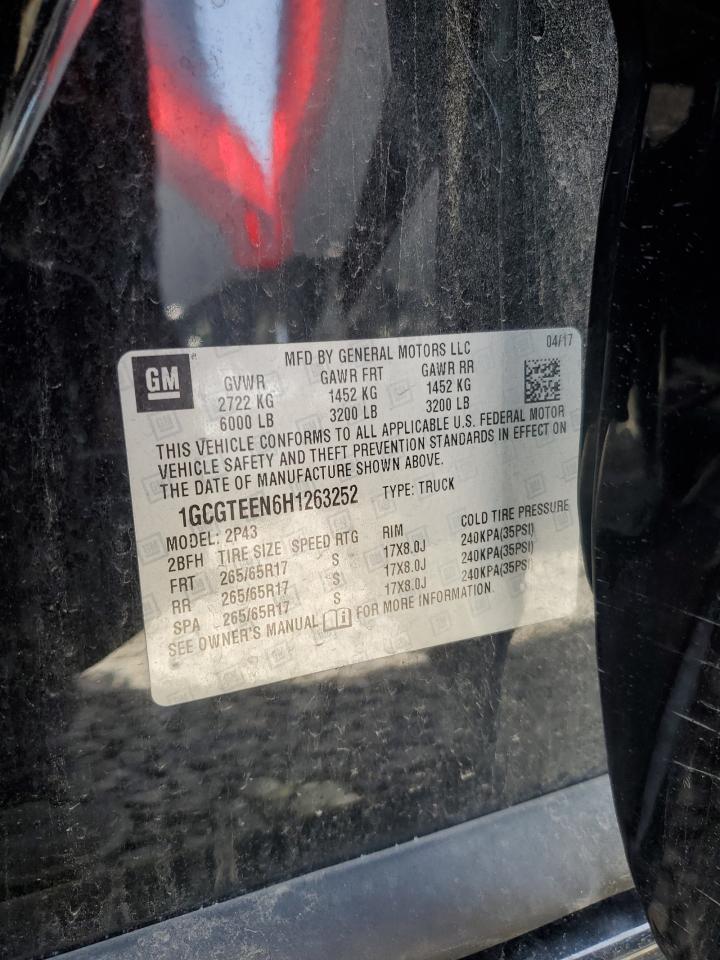 GM
MFD BY GENERAL MOTORS LLC
04/17
GVWR GAWR FRT GAWR RR
2722 KG 1452 KG 1452 KG
6000 LB 3200 LB 3200 LB
THIS VEHICLE CONFORMS TO ALL APPLICABLE U.S. FEDERAL MOTOR
VEHICLE SAFETY AND THEFT PREVENTION STANDARDS IN EFFECT ON
THE DATE OF MANUFACTURE SHOWN ABOVE.
1GCGTEEN6H1263252 TYPE: TRUCK
MODEL: 2P43
2BFH TIRE SIZE SPEED RTG RIM COLD TIRE PRESSURE
FRT 265/65R17 S 17X8.0J 240KPA(35PSI)
RR 265/65R17 S 17X8.0J 240KPA(35PSI)
SPA 265/65R17 S 17X8.0J 240KPA(35PSI)
SEE OWNER'S MANUAL FOR MORE INFORMATION.